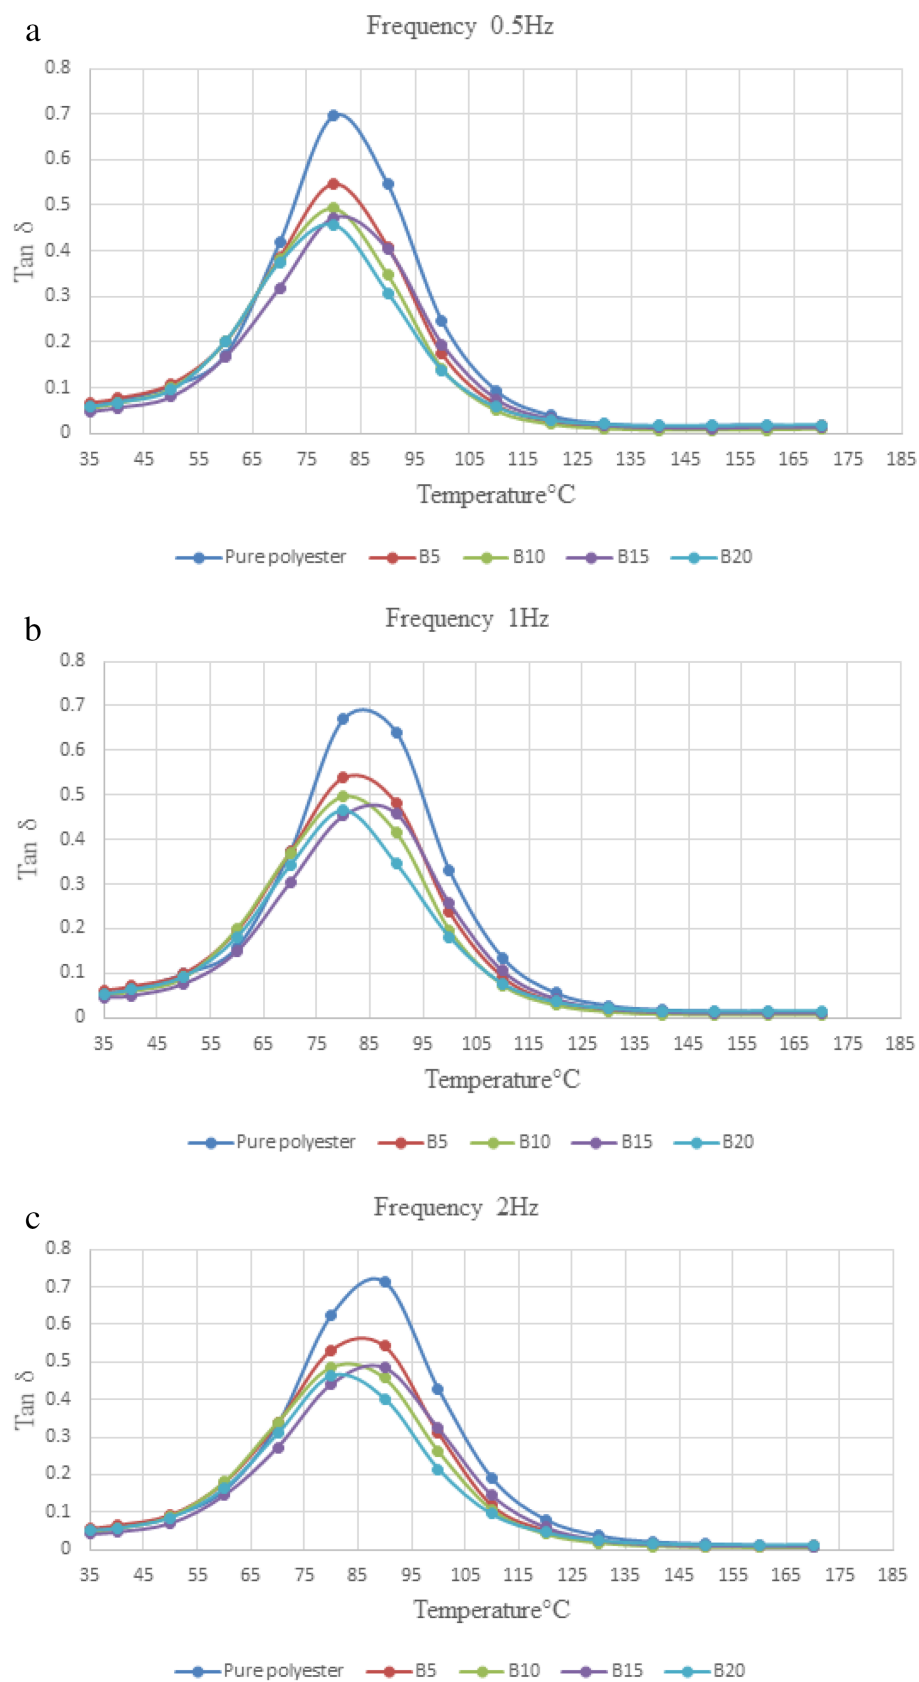 a
Frequency 0.5Hz
0.8
0.7
0.6
0.5
0.4
0.3
0.2
0.1
0
Tan δ
35 45 55 65 75 85 95 105 115 125 135 145 155 165 175 185
Temperature°C
Pure polyester B5 B10 B15 B20
b
Frequency 1Hz
0.8
0.7
0.6
0.5
0.4
0.3
0.2
0.1
0
Tan δ
35 45 55 65 75 85 95 105 115 125 135 145 155 165 175 185
Temperature°C
Pure polyester B5 B10 B15 B20
c
Frequency 2Hz
0.8
0.7
0.6
0.5
0.4
0.3
0.2
0.1
0
Tan δ
35 45 55 65 75 85 95 105 115 125 135 145 155 165 175 185
Temperature°C
Pure polyester B5 B10 B15 B20